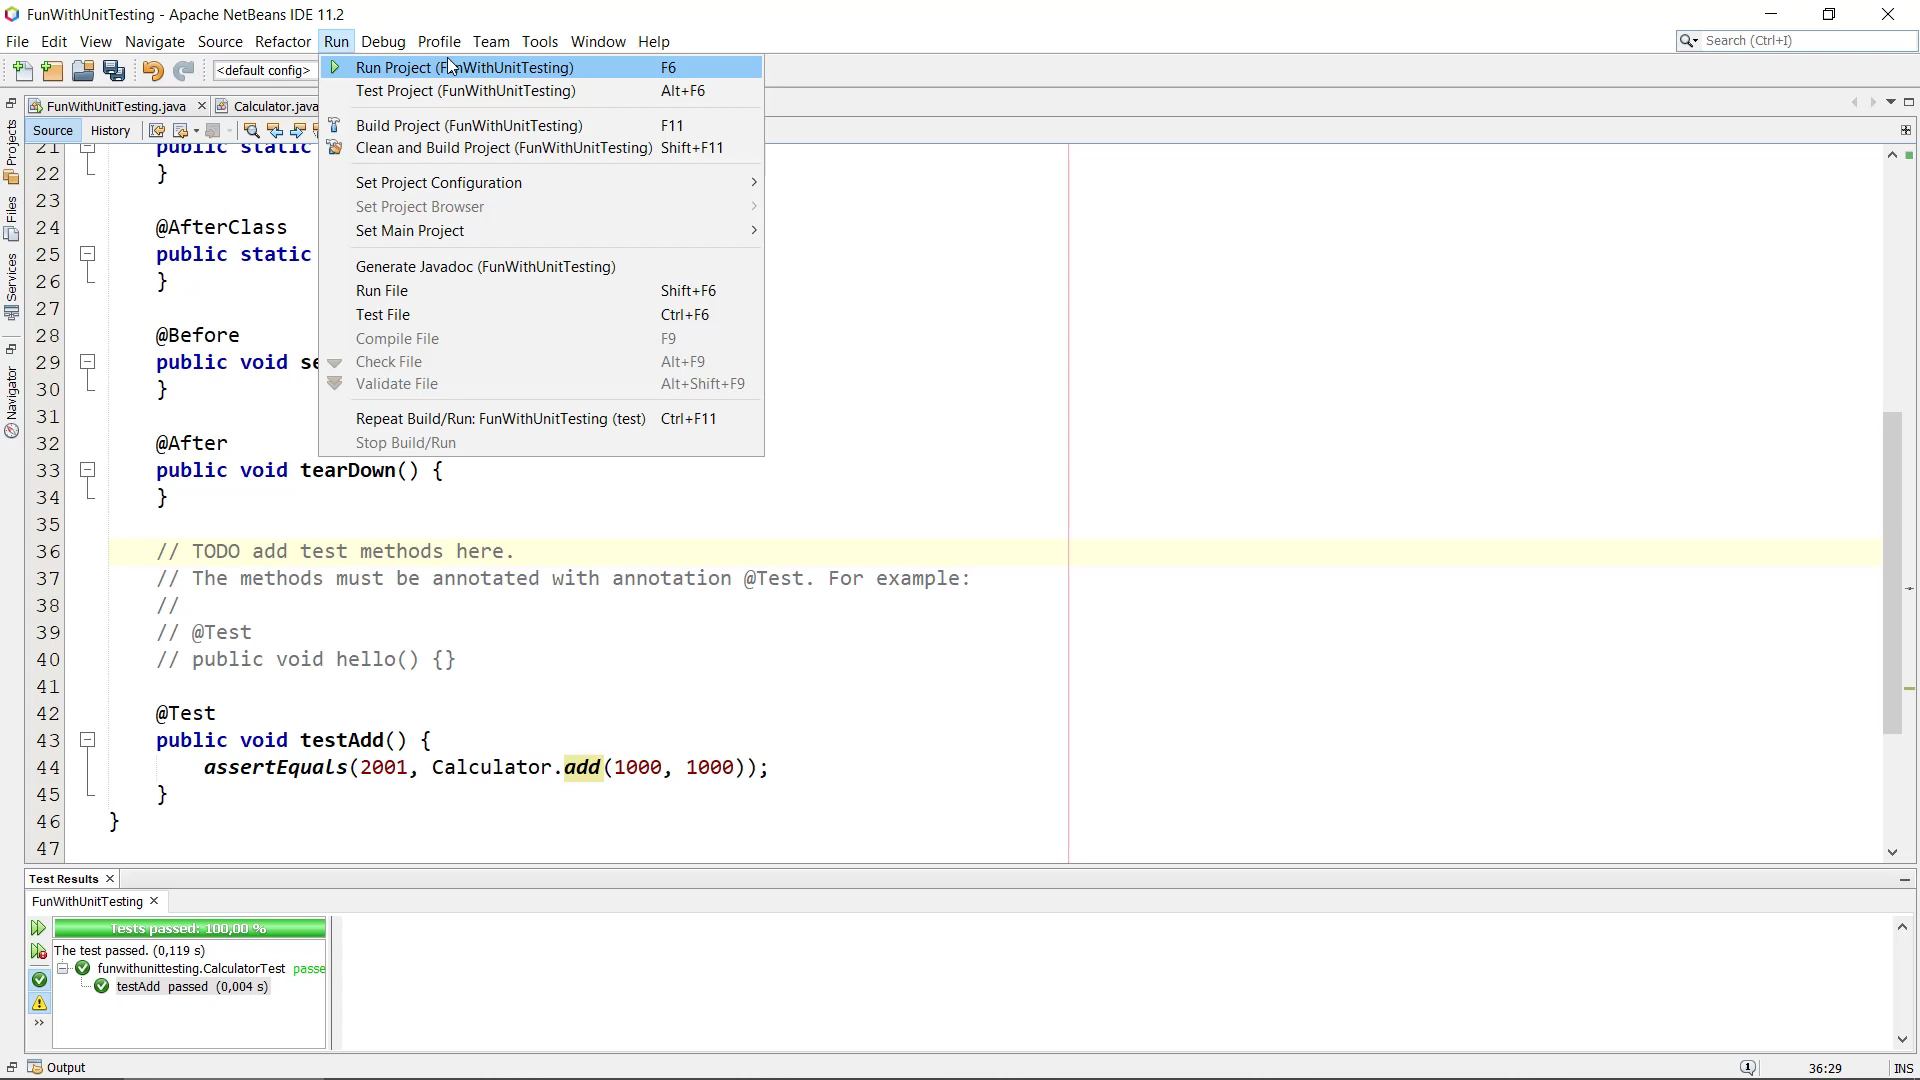 FunWithUnitTesting - Apache NetBeans IDE 11.2
File Edit View Navigate Source Refactor Run Debug Profile Team Tools Window Help
Search (Ctrl+I)
<default config>
Run Project (FunWithUnitTesting) F6
Test Project (FunWithUnitTesting) Alt+F6
Build Project (FunWithUnitTesting) F11
Clean and Build Project (FunWithUnitTesting) Shift+F11
Set Project Configuration
Set Project Browser
Set Main Project
Generate Javadoc (FunWithUnitTesting)
Run File Shift+F6
Test File Ctrl+F6
Compile File F9
Check File Alt+F9
Validate File Alt+Shift+F9
Repeat Build/Run: FunWithUnitTesting (test) Ctrl+F11
Stop Build/Run
FunWithUnitTesting.java Calculator.java
Source History
Projects
Files
Services
Navigator
21 public static
22 }
23
24 @AfterClass
25 public static
26 }
27
28 @Before
29 public void se
30 }
31
32 @After
33 public void tearDown() {
34 }
35
36 // TODO add test methods here.
37 // The methods must be annotated with annotation @Test. For example:
38 //
39 // @Test
40 // public void hello() {}
41
42 @Test
43 public void testAdd() {
44 assertEquals(2001, Calculator.add(1000, 1000));
45 }
46 }
47
Test Results
FunWithUnitTesting
Tests passed: 100,00 %
The test passed. (0,119 s)
funwithunittesting.CalculatorTest passe
testAdd passed (0,004 s)
Output
36:29 INS